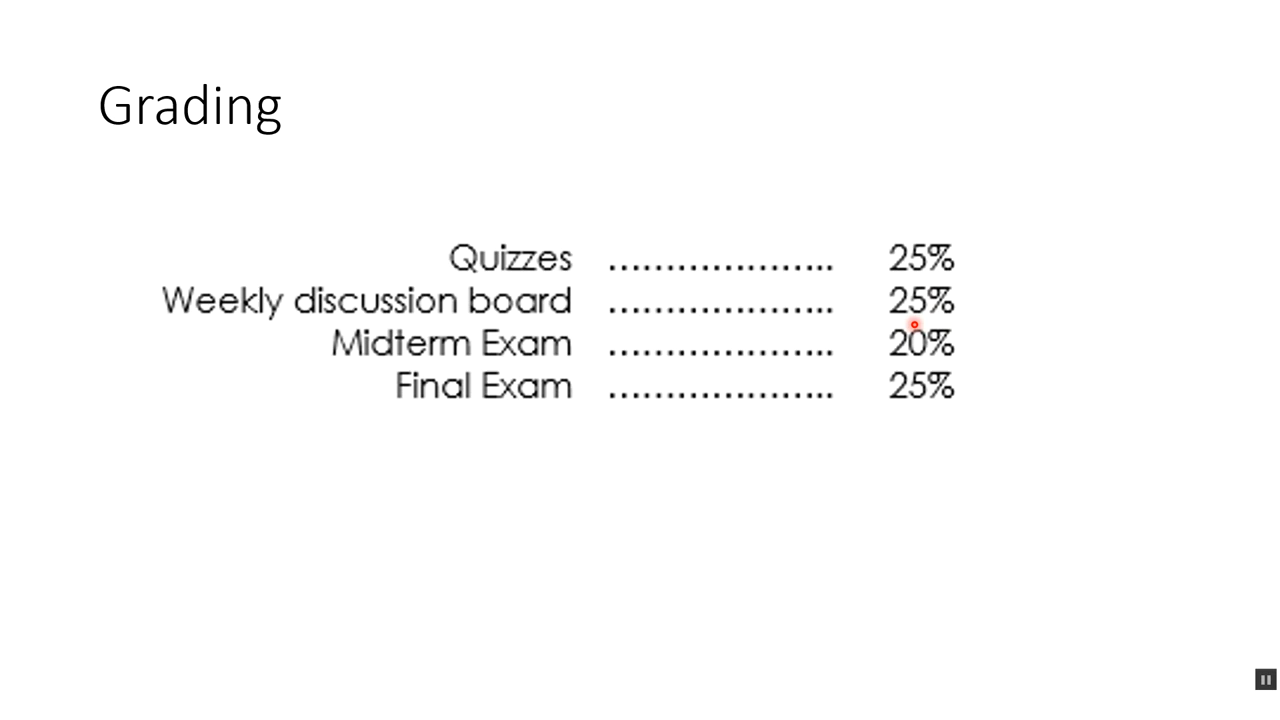 Grading
Quizzes ....................... 25%
Weekly discussion board ....................... 25%
Midterm Exam ....................... 20%
Final Exam ....................... 25%